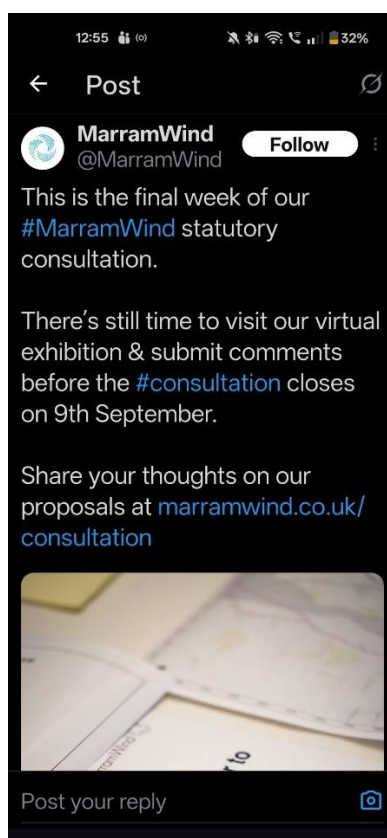 12:55
32%
Post
MarramWind
@MarramWind
Follow
This is the final week of our
#MarramWind statutory
consultation.
There's still time to visit our virtual
exhibition & submit comments
before the #consultation closes
on 9th September.
Share your thoughts on our
proposals at marramwind.co.uk/
consultation
r to
Post your reply